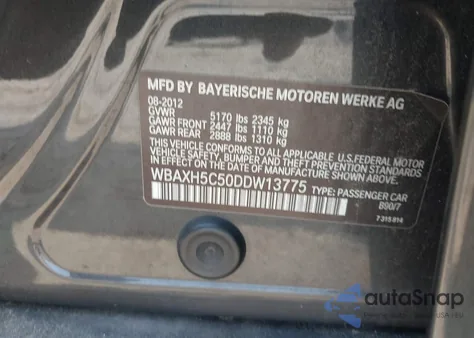 MFD BY BAYERISCHE MOTOREN WERKE AG
08-2012
GVWR 5170 lbs 2345 kg
GAWR FRONT 2447 lbs 1110 kg
GAWR REAR 2888 lbs 1310 kg
THIS VEHICLE CONFORMS TO ALL APPLICABLE U.S.FEDERAL MOTOR
VEHICLE SAFETY, BUMPER, AND THEFT PREVENTION STANDARDS IN
EFFECT ON THE DATE OF MANUFACTURE SHOWN ABOVE.
WBAXH5C50DDW13775 TYPE: PASSENGER CAR
B90/7
7 315 814
autoSnap